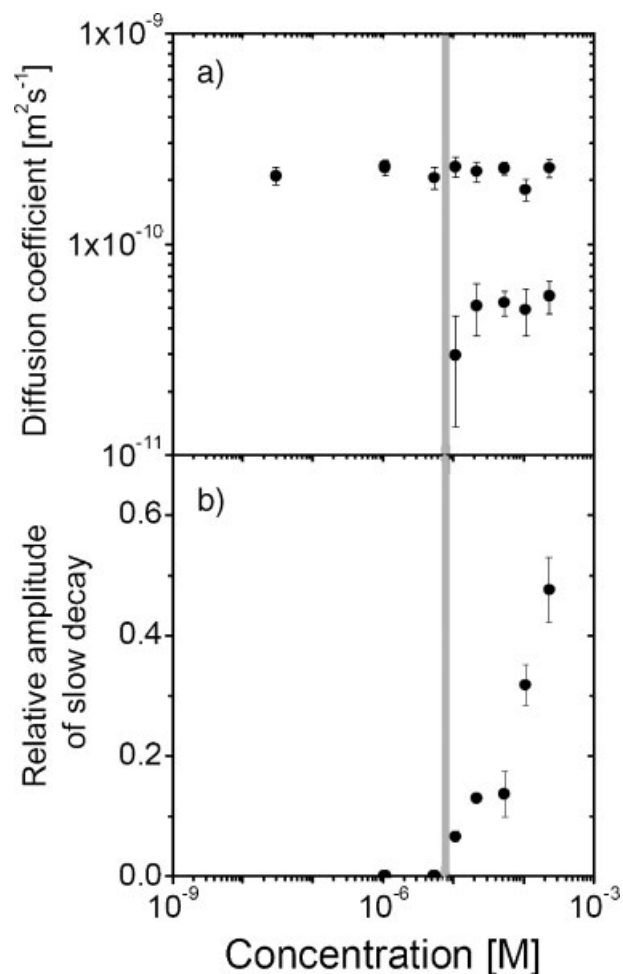 Diffusion coefficient [m²s⁻¹]
1x10⁻⁹
a)
1x10⁻¹⁰
10⁻¹¹
Relative amplitude
of slow decay
b)
0.6
0.4
0.2
0.0
10⁻⁹
10⁻⁶
10⁻³
Concentration [M]